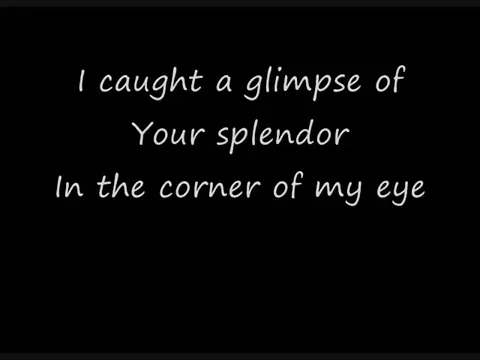 I caught a glimpse of
Your splendor
In the corner of my eye